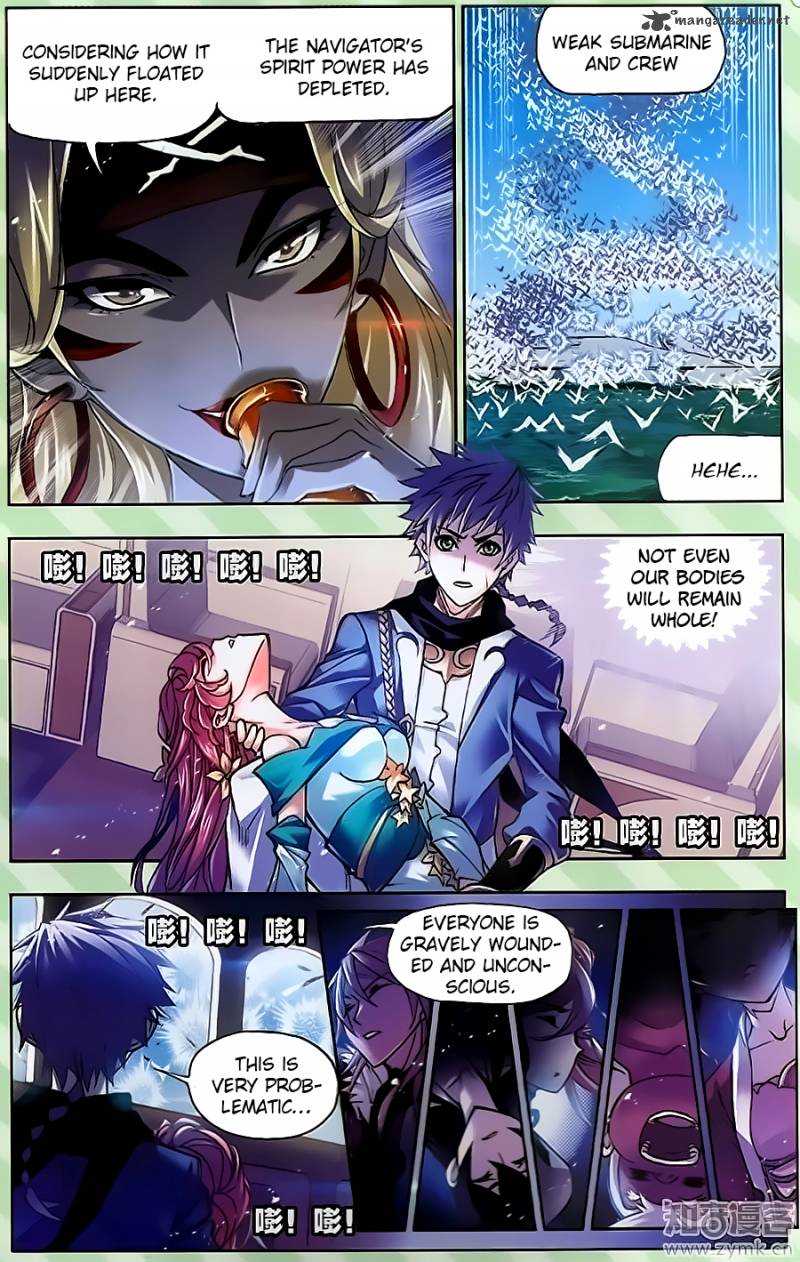 mangareader.net
CONSIDERING HOW IT
SUDDENLY FLOATED
UP HERE.
THE NAVIGATOR'S
SPIRIT POWER HAS
DEPLETED.
WEAK SUBMARINE
AND CREW
HEHE...
嘭! 嘭! 嘭! 嘭! 嘭!
NOT EVEN
OUR BODIES
WILL REMAIN
WHOLE!
嘭! 嘭! 嘭! 嘭!
嘭! 嘭! 嘭!
EVERYONE IS
GRAVELY WOUND-
ED AND UNCON-
SCIOUS.
THIS IS
VERY PROB-
LEMATIC...
嘭! 嘭!
知音漫客
www.zymk.cn